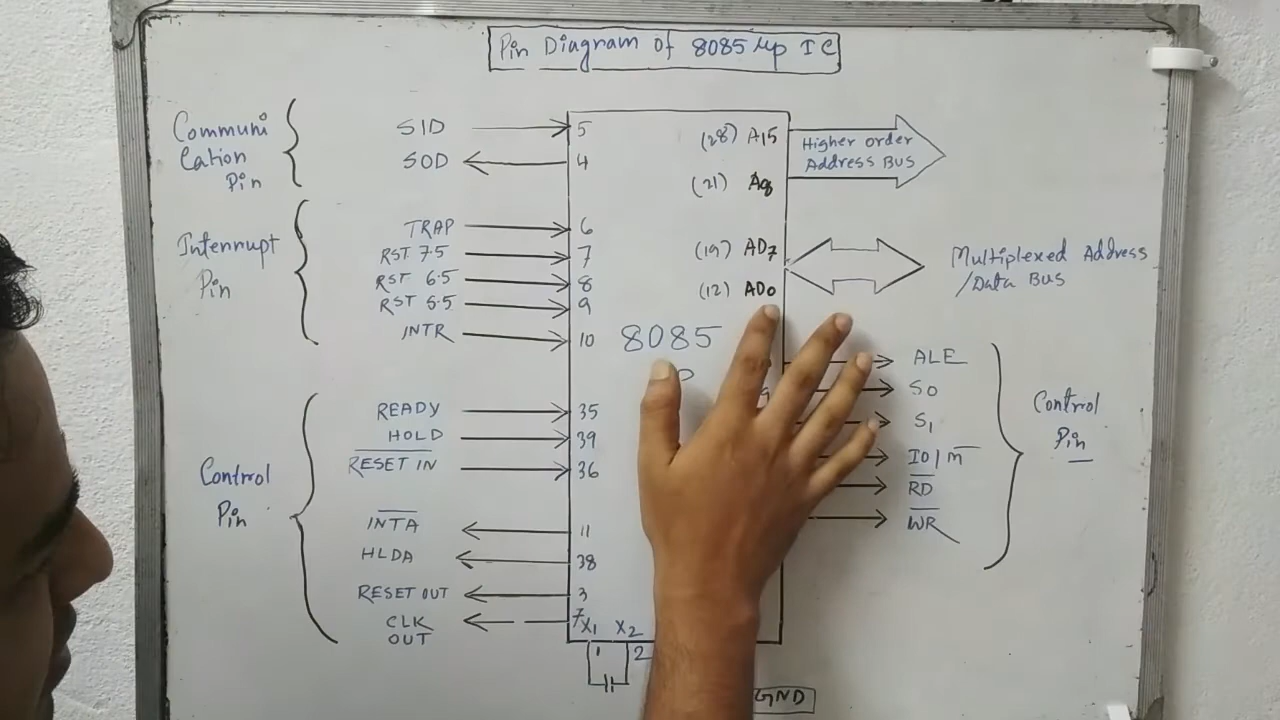 Pin Diagram of 8085 μp IC
Communi
cation
Pin
SID
5
SOD
4
(28) A15
(21) A8
Higher order
Address BUS
Interrupt
Pin
TRAP
6
RST 7.5
7
RST 6.5
8
RST 5.5
9
INTR
10
(19) AD7
(12) AD0
Multiplexed Address
/Data Bus
8085
Control
Pin
READY
35
HOLD
39
RESET IN
36
INTA
11
HLDA
38
RESET OUT
3
CLK
OUT
X1 X2
1 2
ALE
S0
S1
IO/M
RD
WR
Control
Pin
GND